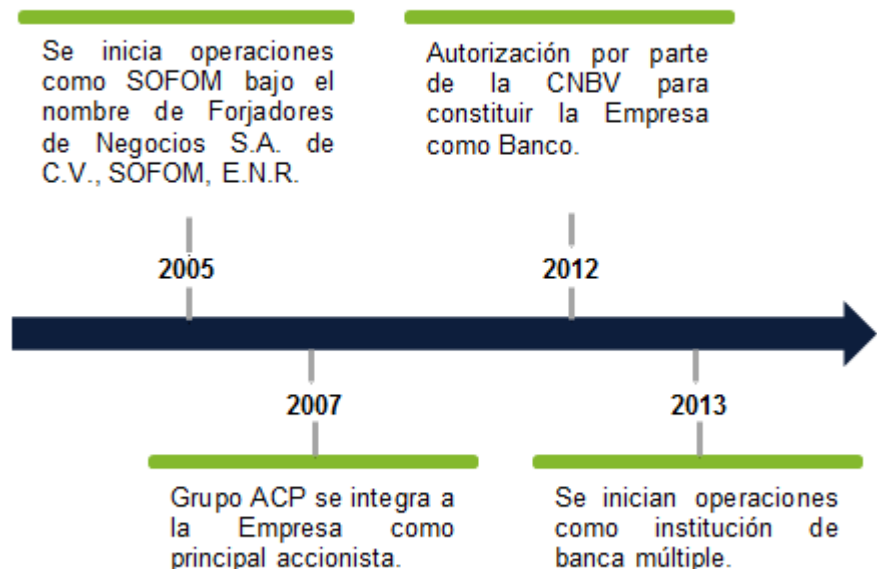 Se inicia operaciones
como SOFOM bajo el
nombre de Forjadores
de Negocios S.A. de
C.V., SOFOM, E.N.R.
2005
Autorización por parte
de la CNBV para
constituir la Empresa
como Banco.
2012
2007
Grupo ACP se integra a
la Empresa como
principal accionista.
2013
Se inician operaciones
como institución de
banca múltiple.